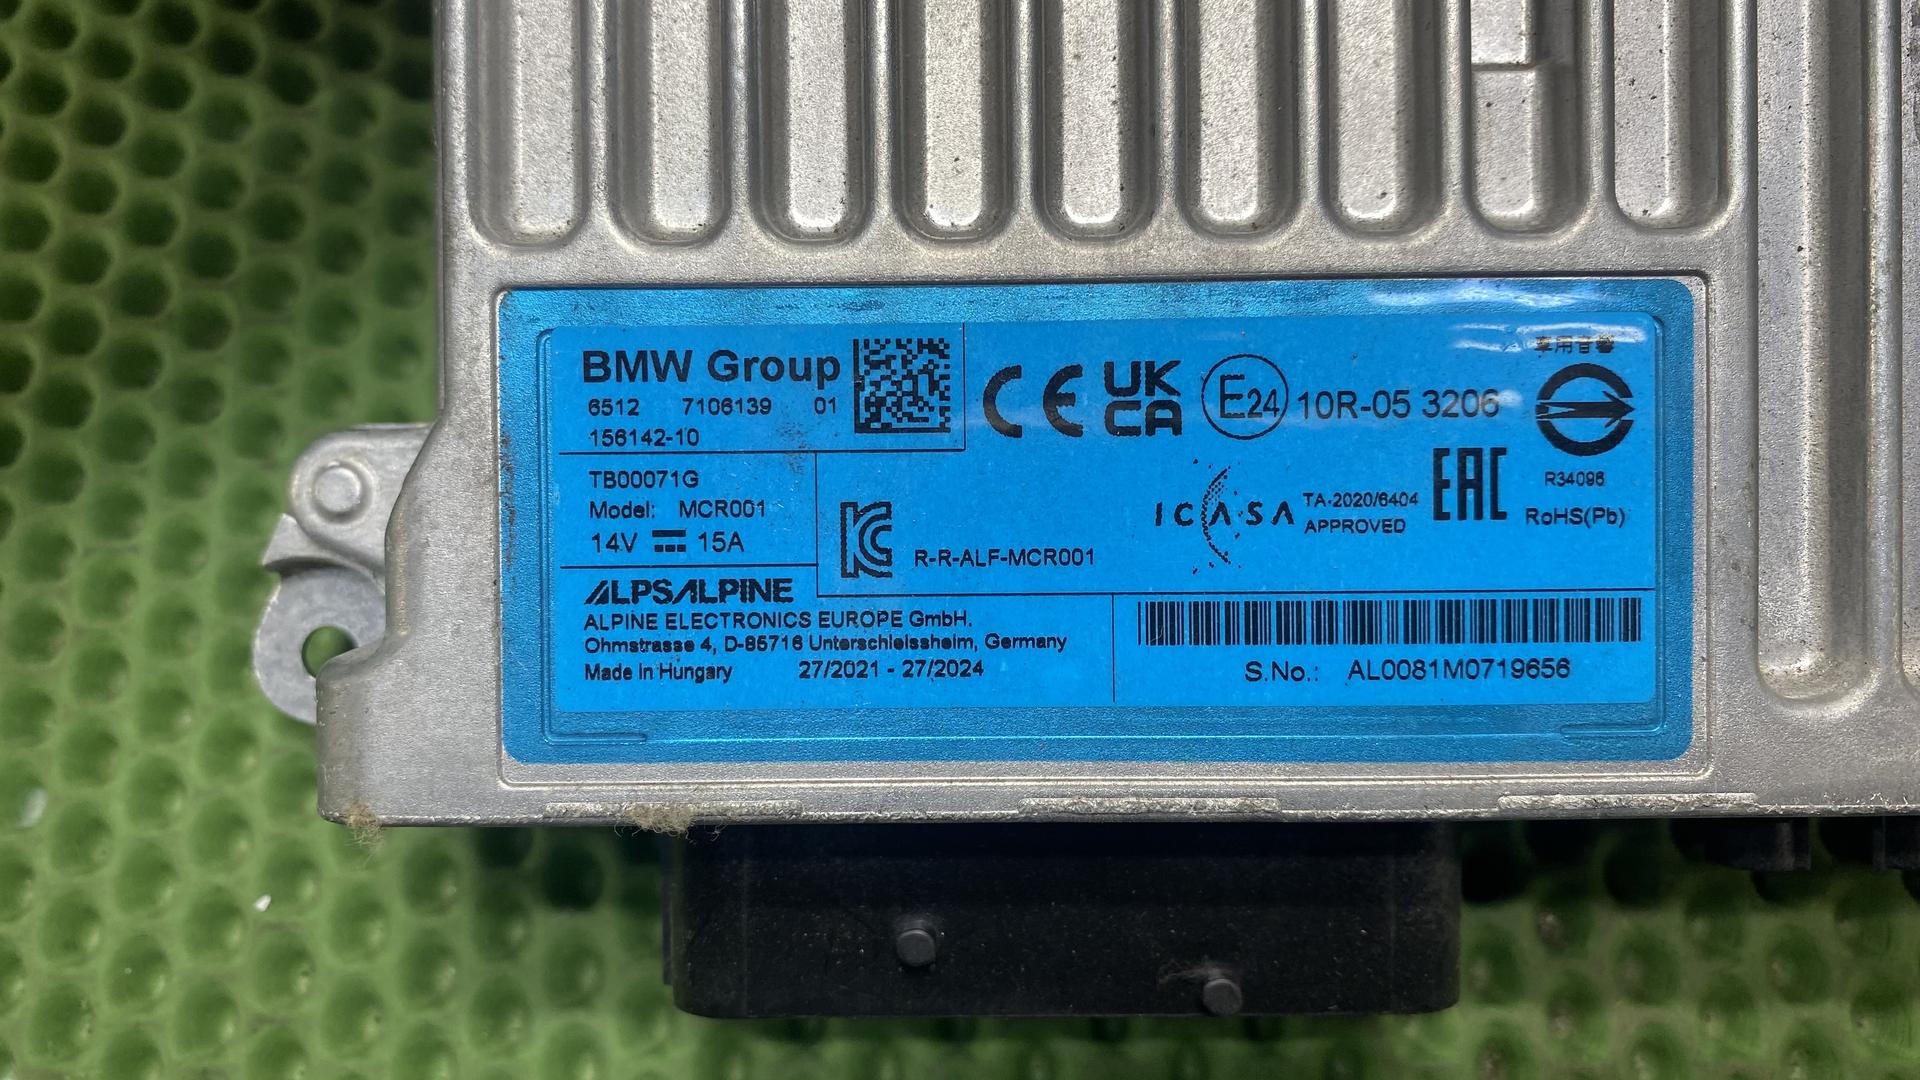 BMW Group
6512 7106139 01
156142-10
CE UK CA E24 10R-05 3206
車用音響
R34096
RoHS(Pb)
TB00071G
Model: MCR001
14V 15A
R-R-ALF-MCR001
ICASA TA-2020/6404
APPROVED
EAC
ALPSALPINE
ALPINE ELECTRONICS EUROPE GmbH.
Ohmstrasse 4, D-85716 Unterschleissheim, Germany
Made in Hungary 27/2021 - 27/2024
S.No.: AL0081M0719656